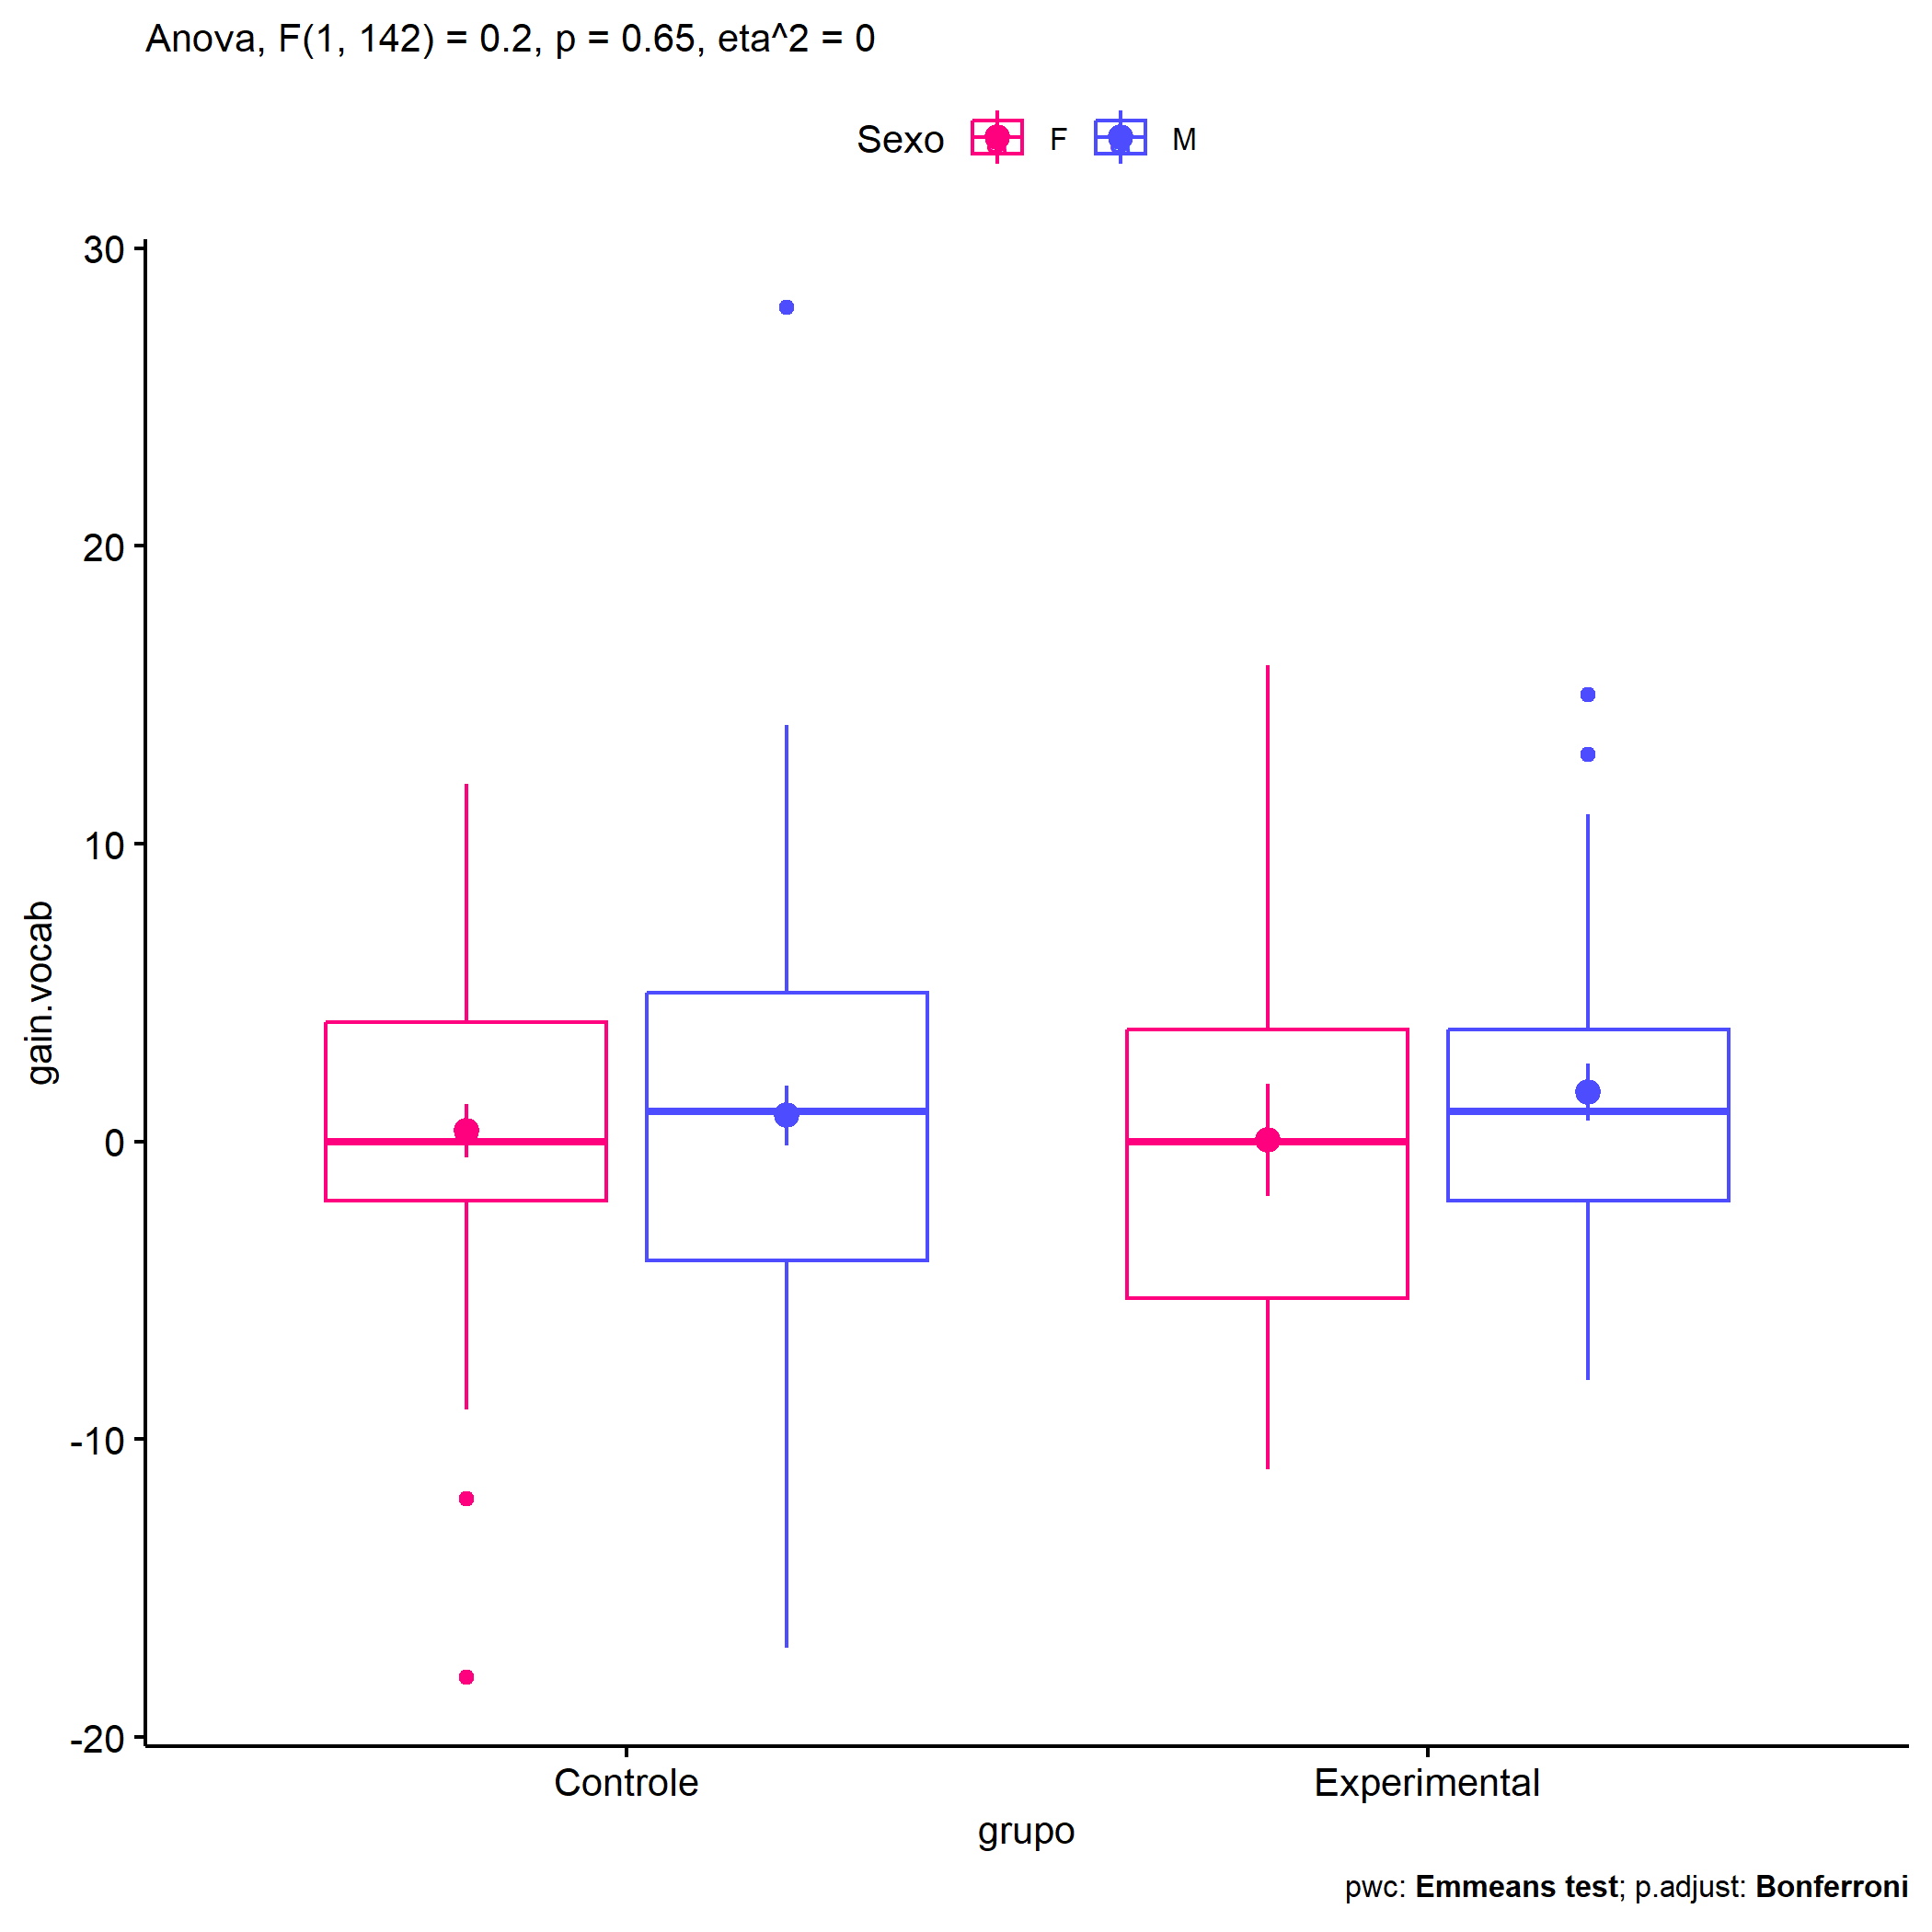 Anova, F(1, 142) = 0.2, p = 0.65, eta^2 = 0
Sexo F M
30
20
10
0
-10
-20
gain.vocab
Controle Experimental
grupo
pwc: Emmeans test; p.adjust: Bonferroni